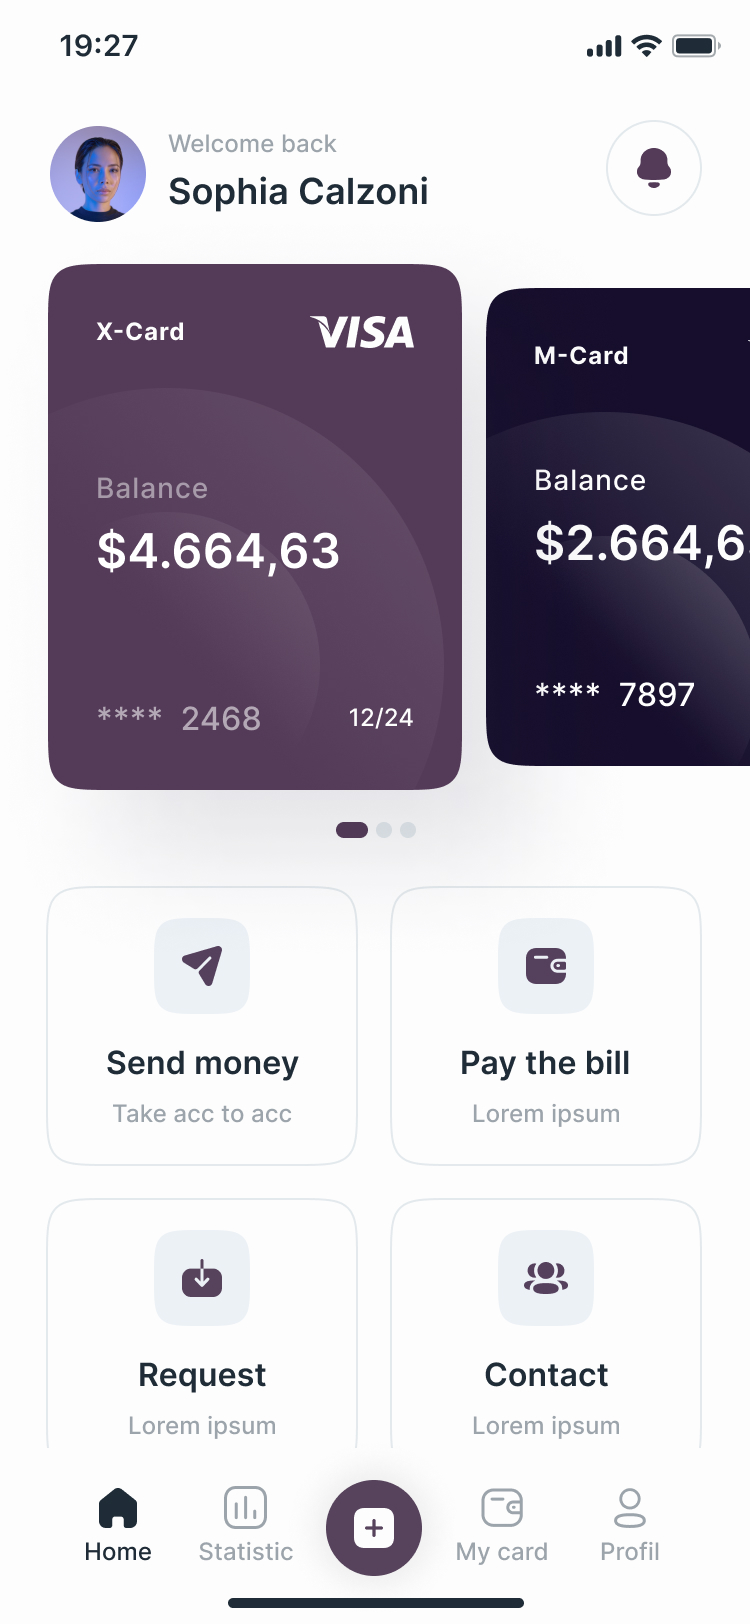 19:27
Welcome back
Sophia Calzoni
X-Card VISA
Balance
$4.664,63
**** 2468 12/24
M-Card
Balance
$2.664,6
**** 7897
Send money
Take acc to acc
Pay the bill
Lorem ipsum
Request
Lorem ipsum
Contact
Lorem ipsum
Home
Statistic
My card
Profil